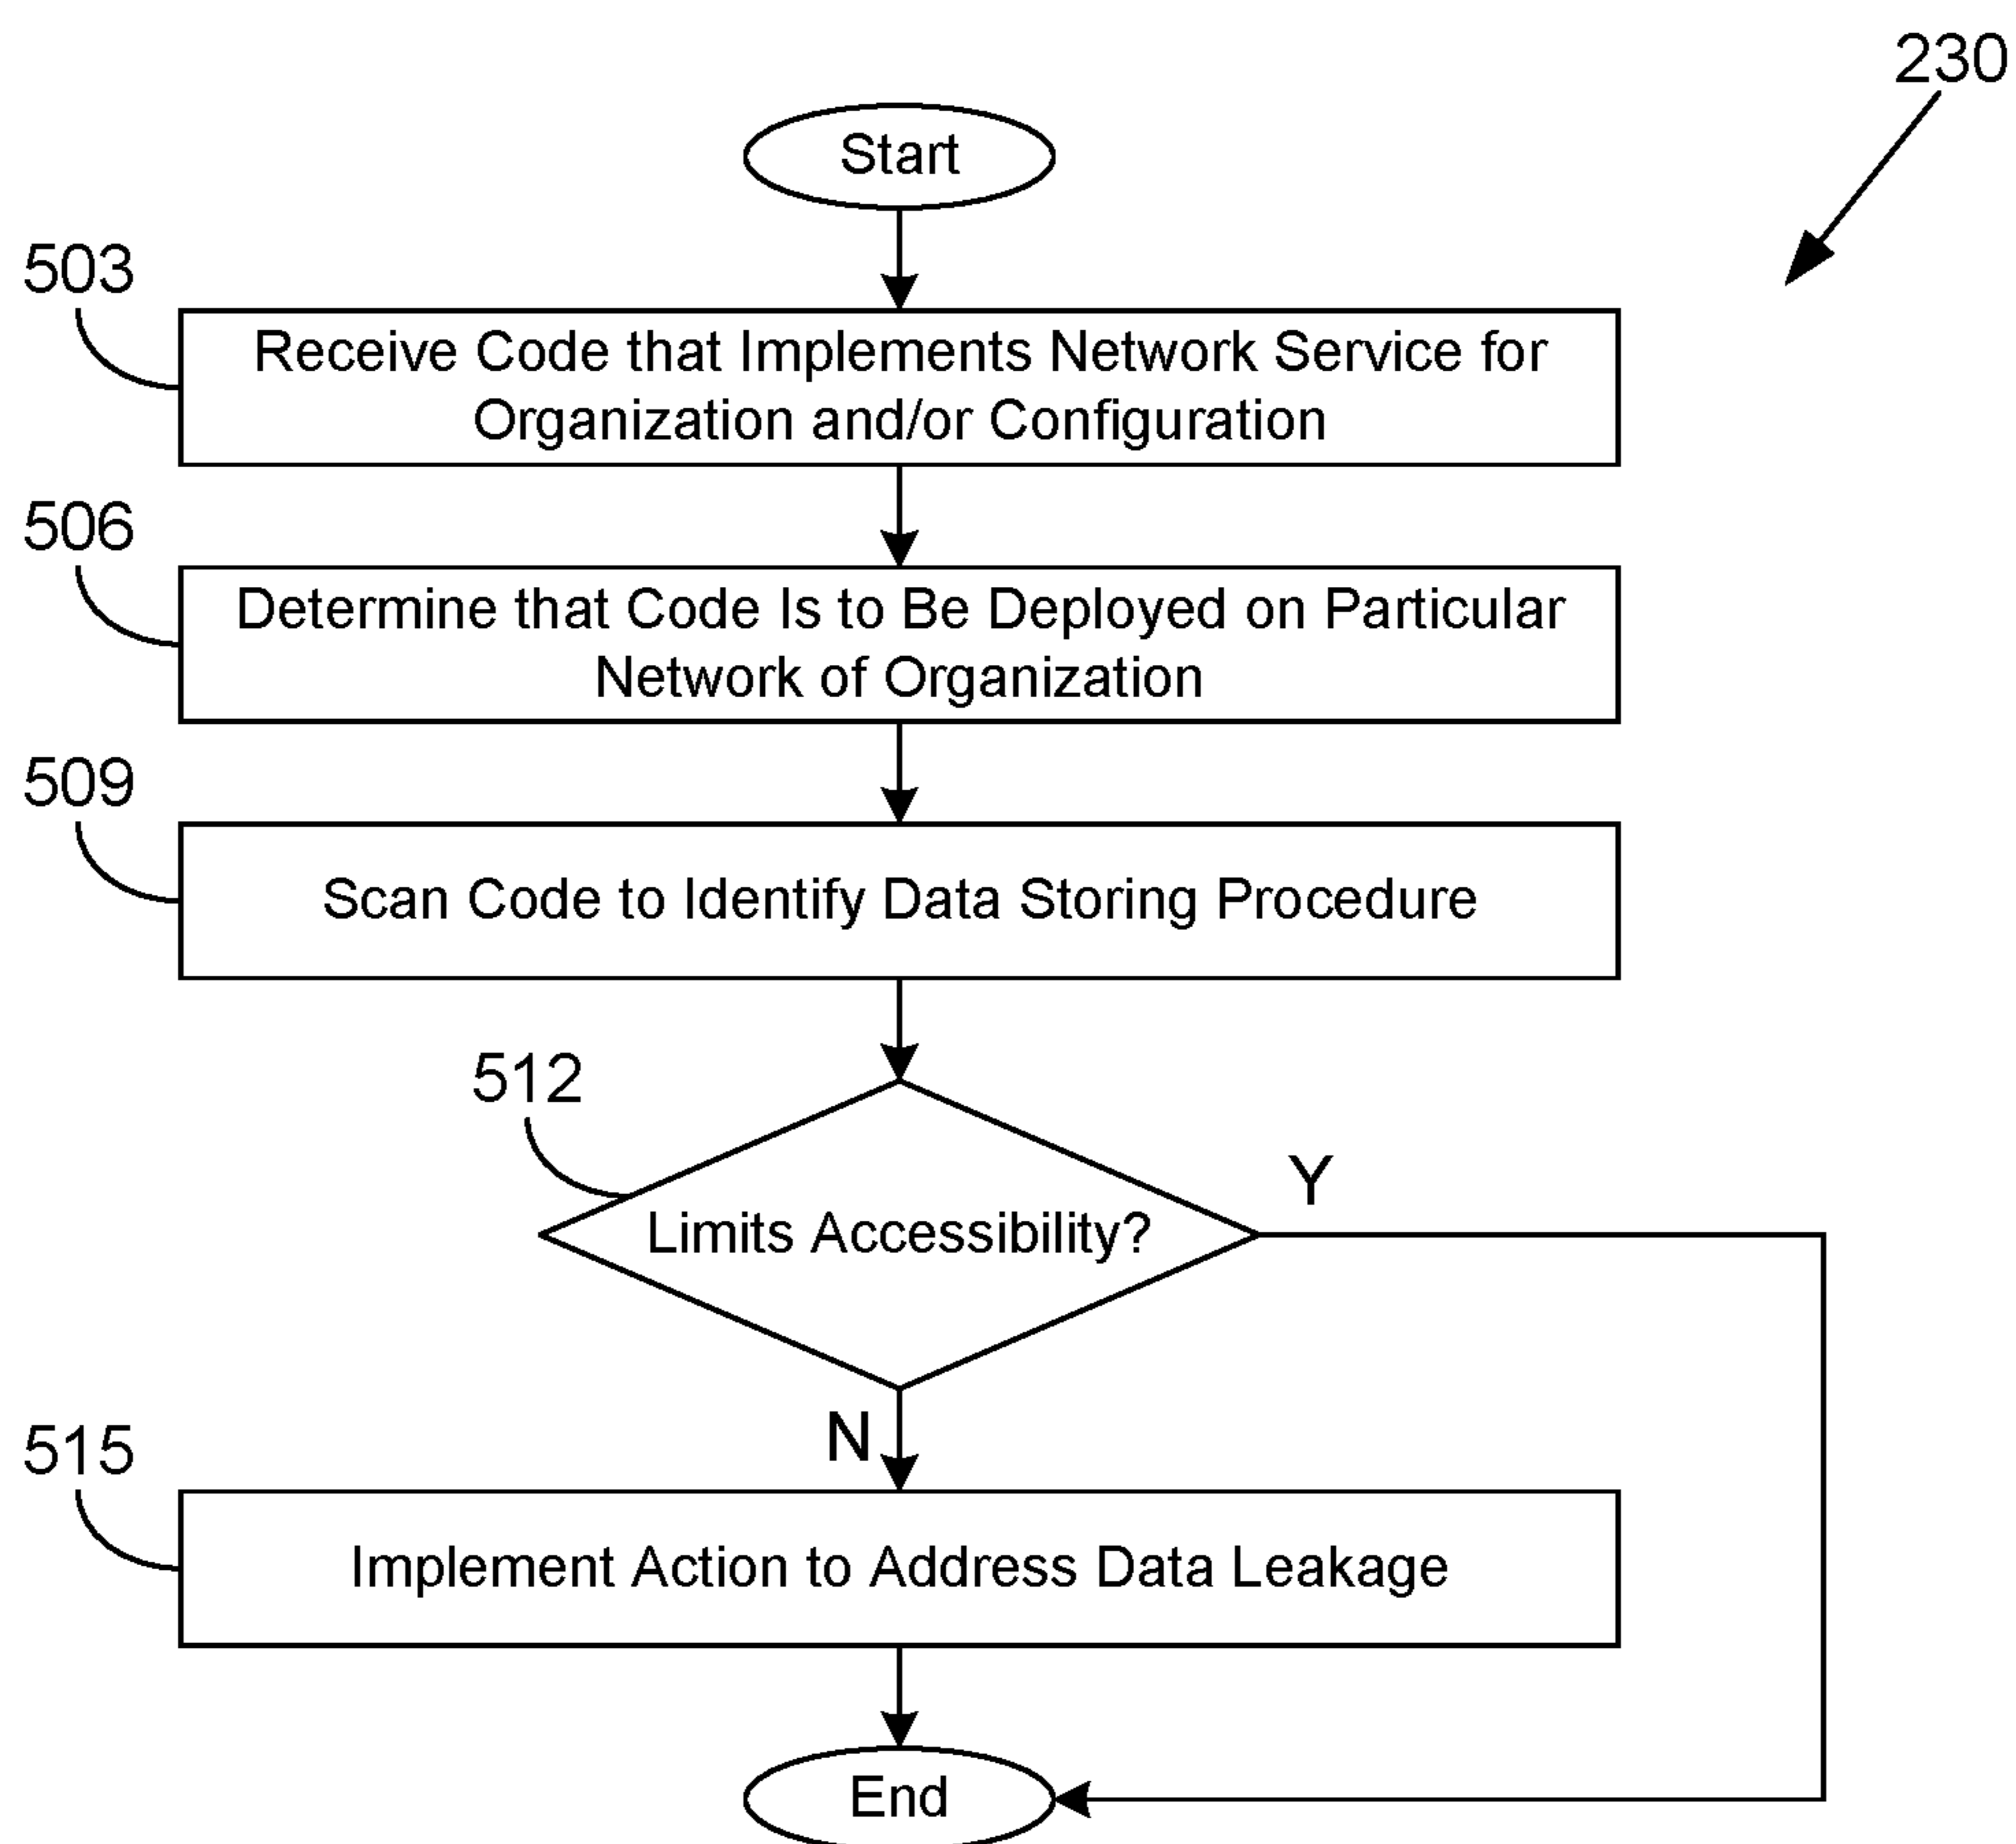 230
Start
503
Receive Code that Implements Network Service for
Organization and/or Configuration
506
Determine that Code Is to Be Deployed on Particular
Network of Organization
509
Scan Code to Identify Data Storing Procedure
512
Limits Accessibility?
Y
N
515
Implement Action to Address Data Leakage
End